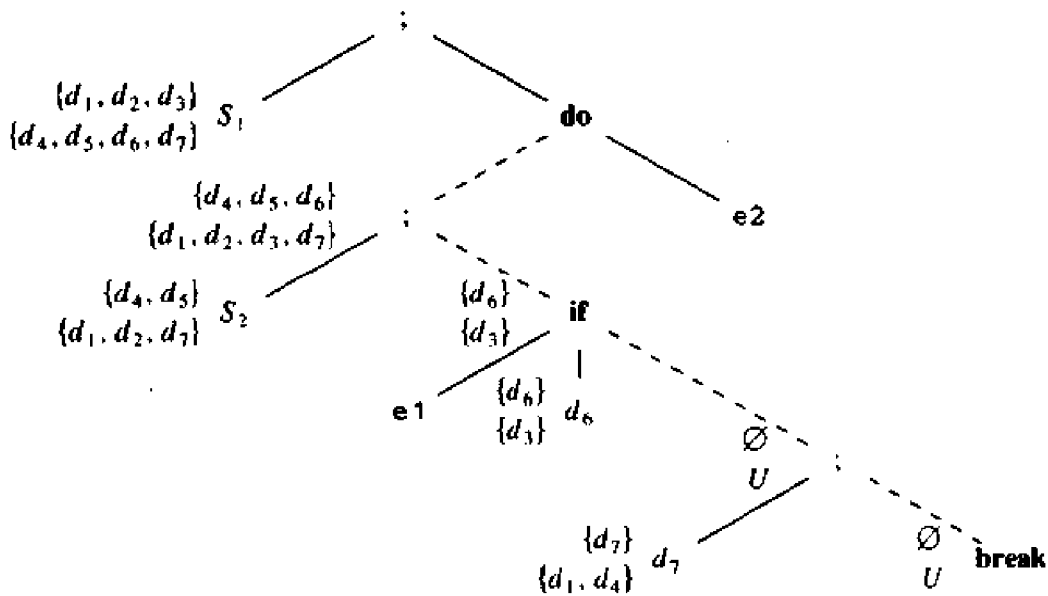 ;
{d₁, d₂, d₃}
S₁
{d₄, d₅, d₆, d₇}
do
{d₄, d₅, d₆}
;
e2
{d₁, d₂, d₃, d₇}
{d₄, d₅}
S₂
{d₁, d₂, d₇}
{d₆}
if
{d₃}
e1
{d₆}
d₆
{d₃}
∅
;
U
{d₇}
d₇
{d₁, d₄}
∅
break
U